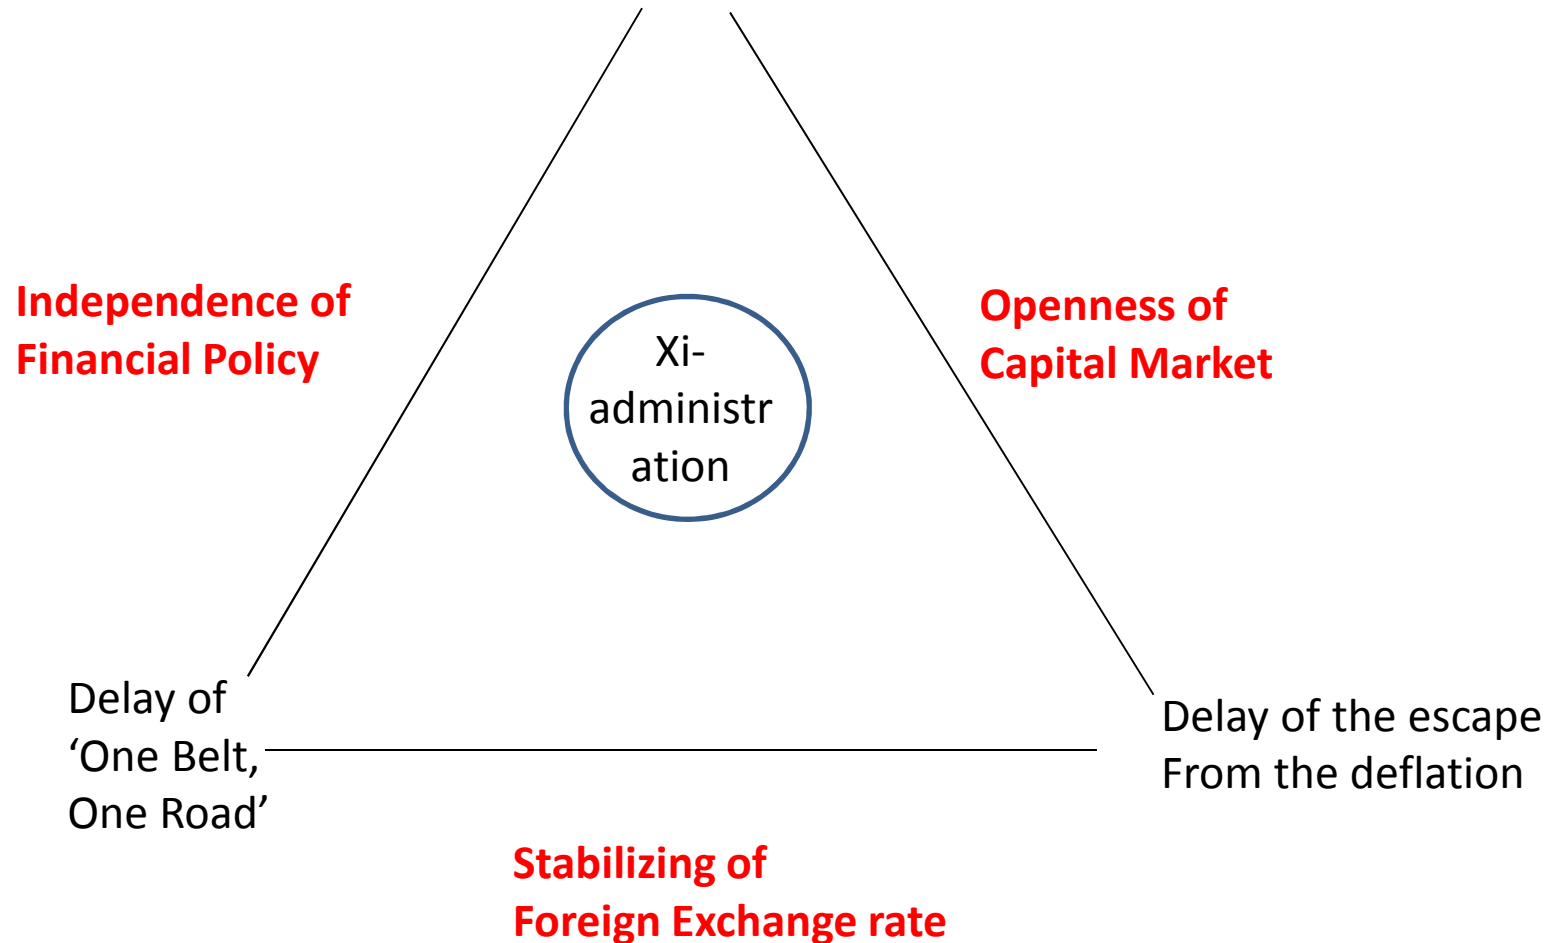 Independence of
Financial Policy
Xi-
administr
ation
Openness of
Capital Market
Delay of
‘One Belt,
One Road’
Delay of the escape
From the deflation
Stabilizing of
Foreign Exchange rate